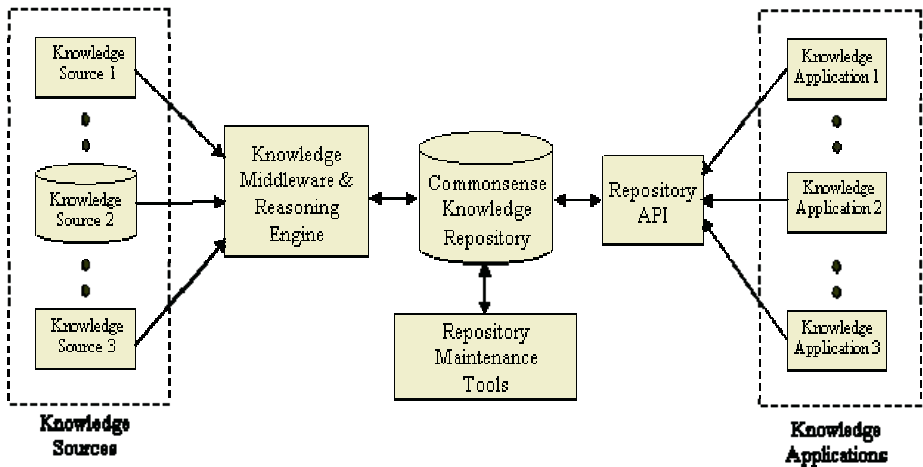 Knowledge
Source 1
Knowledge
Source 2
Knowledge
Source 3
Knowledge
Sources
Knowledge
Middleware &
Reasoning
Engine
Commonsense
Knowledge
Repository
Repository
Maintenance
Tools
Repository
API
Knowledge
Application 1
Knowledge
Application 2
Knowledge
Application 3
Knowledge
Applications